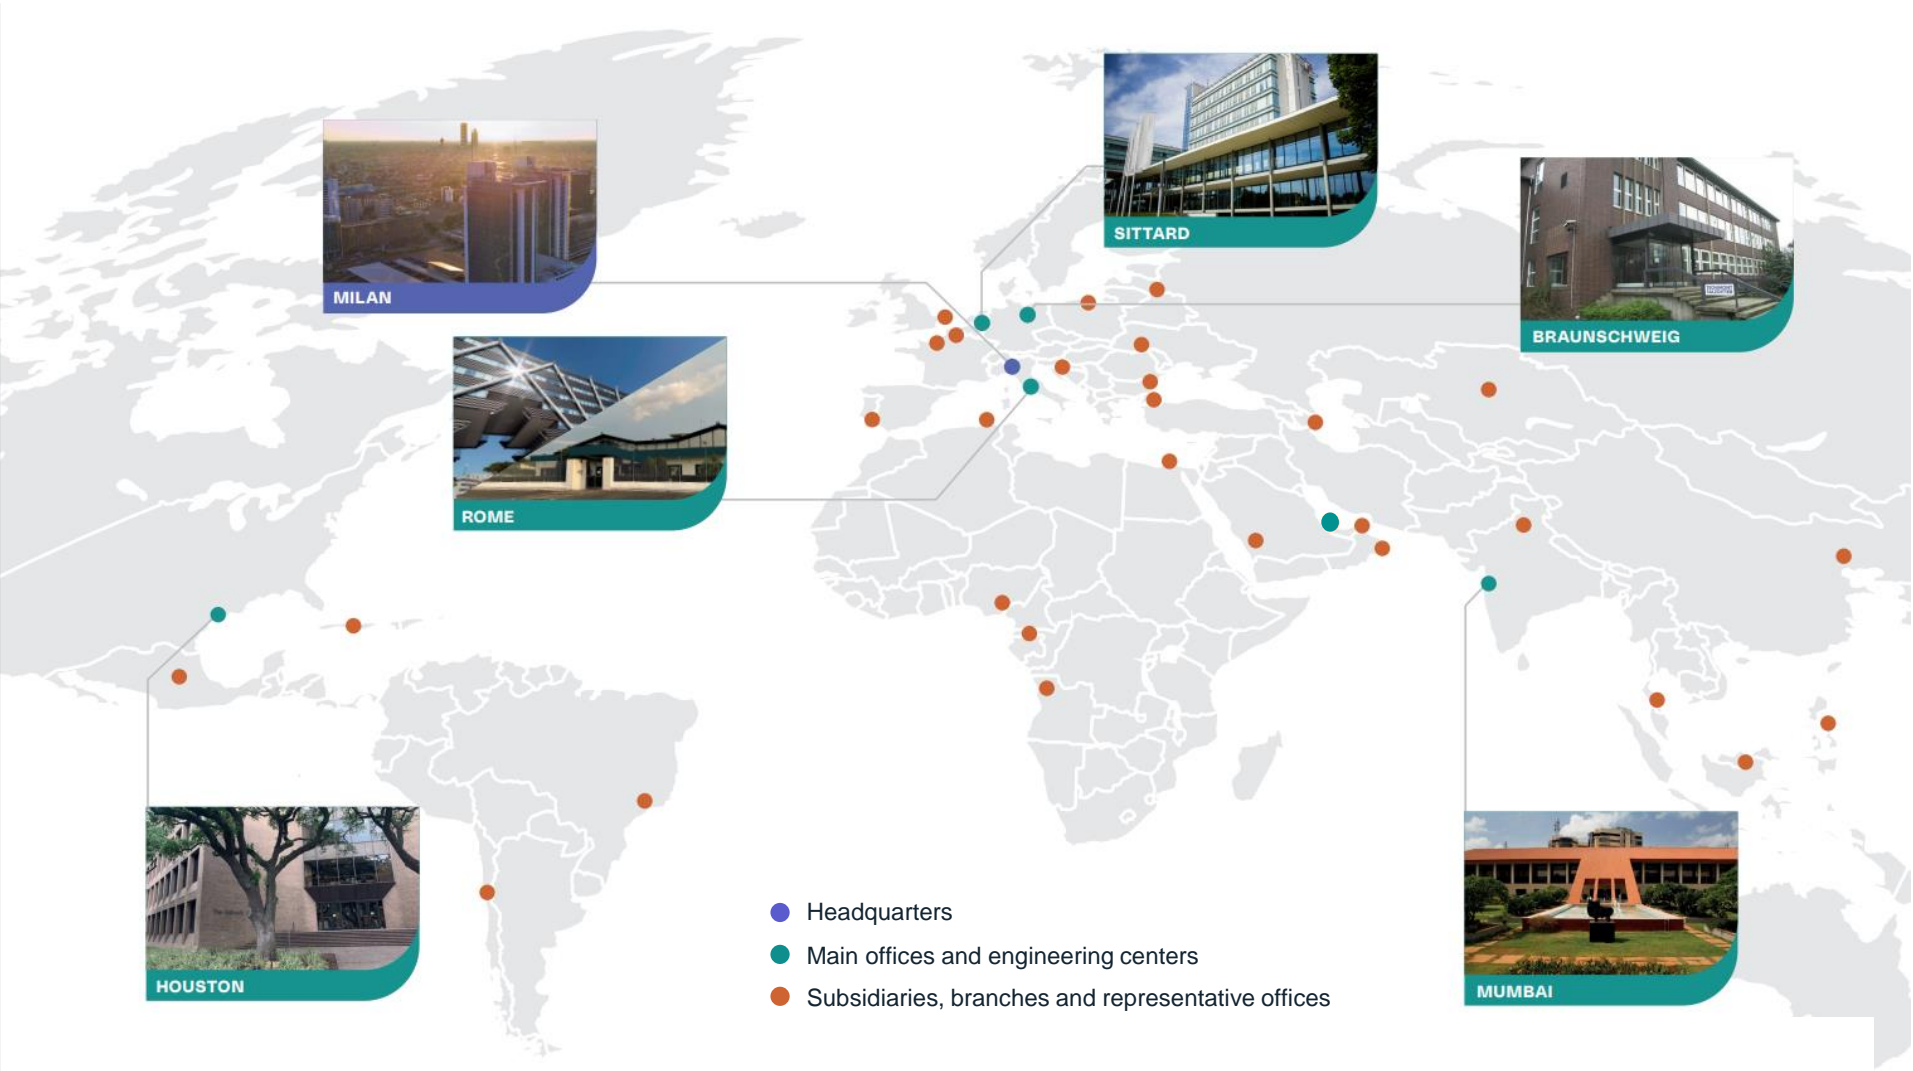 SITTARD
MILAN
BRAUNSCHWEIG
ROME
Headquarters
Main offices and engineering centers
Subsidiaries, branches and representative offices
HOUSTON
MUMBAI